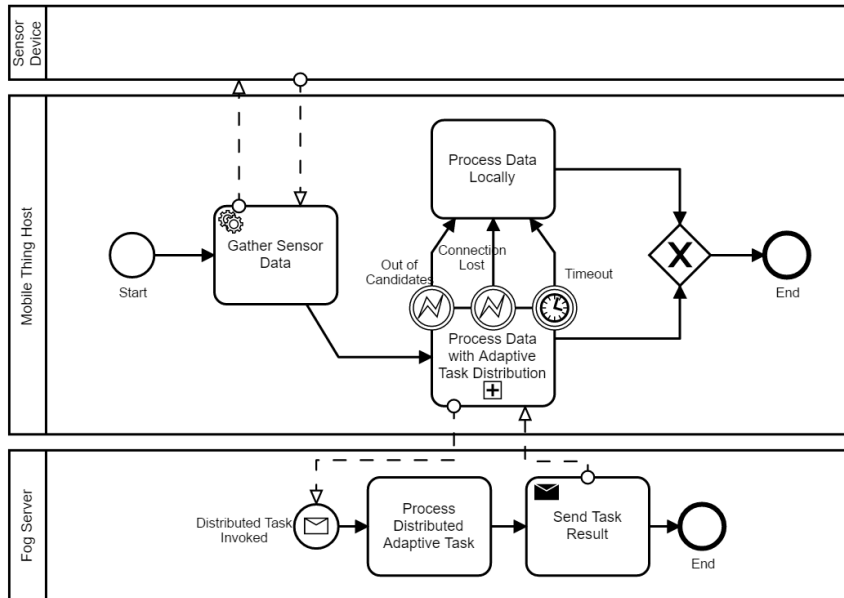 Sensor
Device
Mobile Thing Host
Process Data
Locally
Gather Sensor
Data
Out of
Candidates
Connection
Lost
Timeout
Start
End
Process Data
with Adaptive
Task Distribution
Fog Server
Distributed Task
Invoked
Process
Distributed
Adaptive Task
Send Task
Result
End